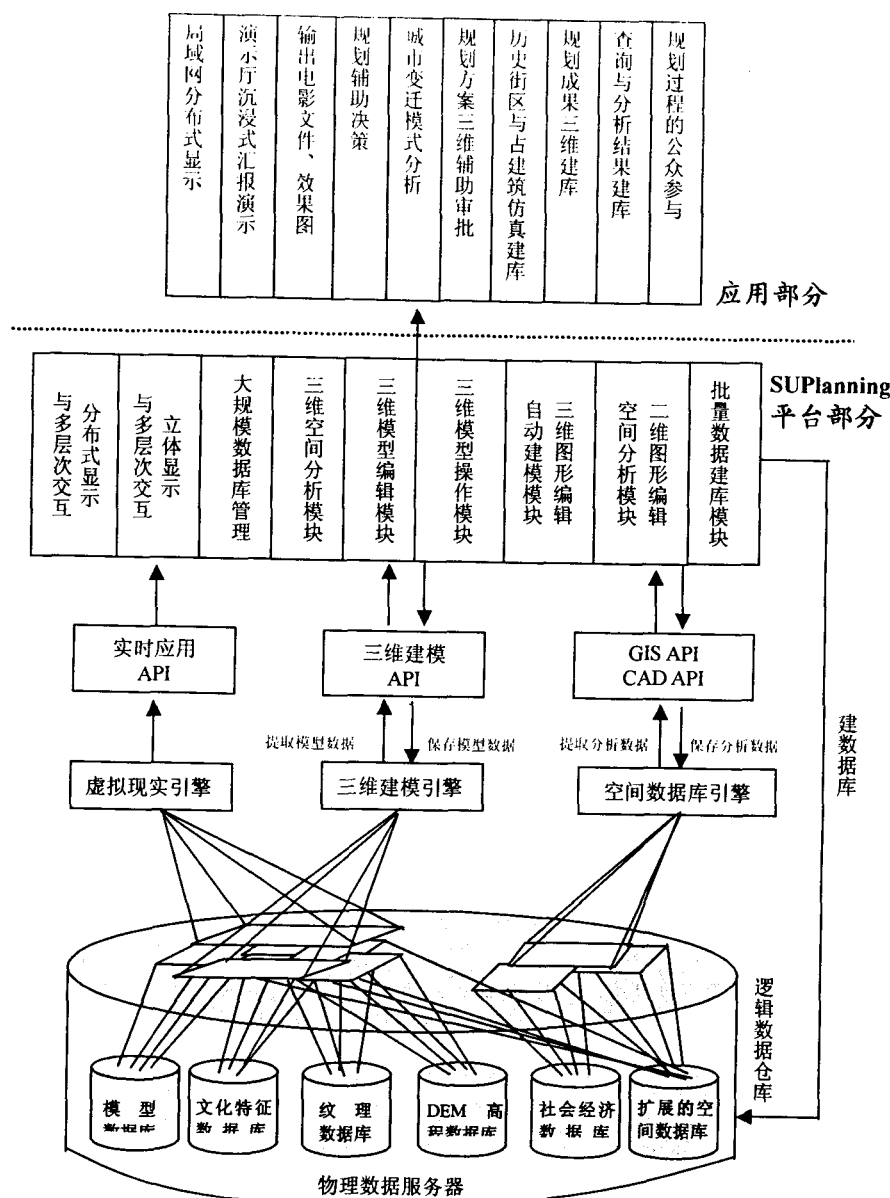 局域网分布式显示
演示厅沉浸式汇报演示
输出电影文件、效果图
规划辅助决策
城市变迁模式分析
规划方案三维辅助审批
历史街区与占建筑仿真建库
规划成果三维建库
查询与分析结果建库
规划过程的公众参与
应用部分
SUPlanning
平台部分
分布式显示
与多层次交互
立体显示
与多层次交互
大规模数据库管理
三维空间分析模块
三维模型编辑模块
三维模型操作模块
三维图形编辑
自动建模模块
二维图形编辑
空间分析模块
批量数据建库模块
实时应用
API
三维建模
API
GIS API
CAD API
提取模型数据
保存模型数据
提取分析数据
保存分析数据
建数据库
虚拟现实引擎
三维建模引擎
空间数据库引擎
逻辑数据仓库
模型
数据库
文化特征
数据库
纹理
数据库
DEM 高
程数据库
社会经济
数据库
扩展的空
间数据库
物理数据服务器